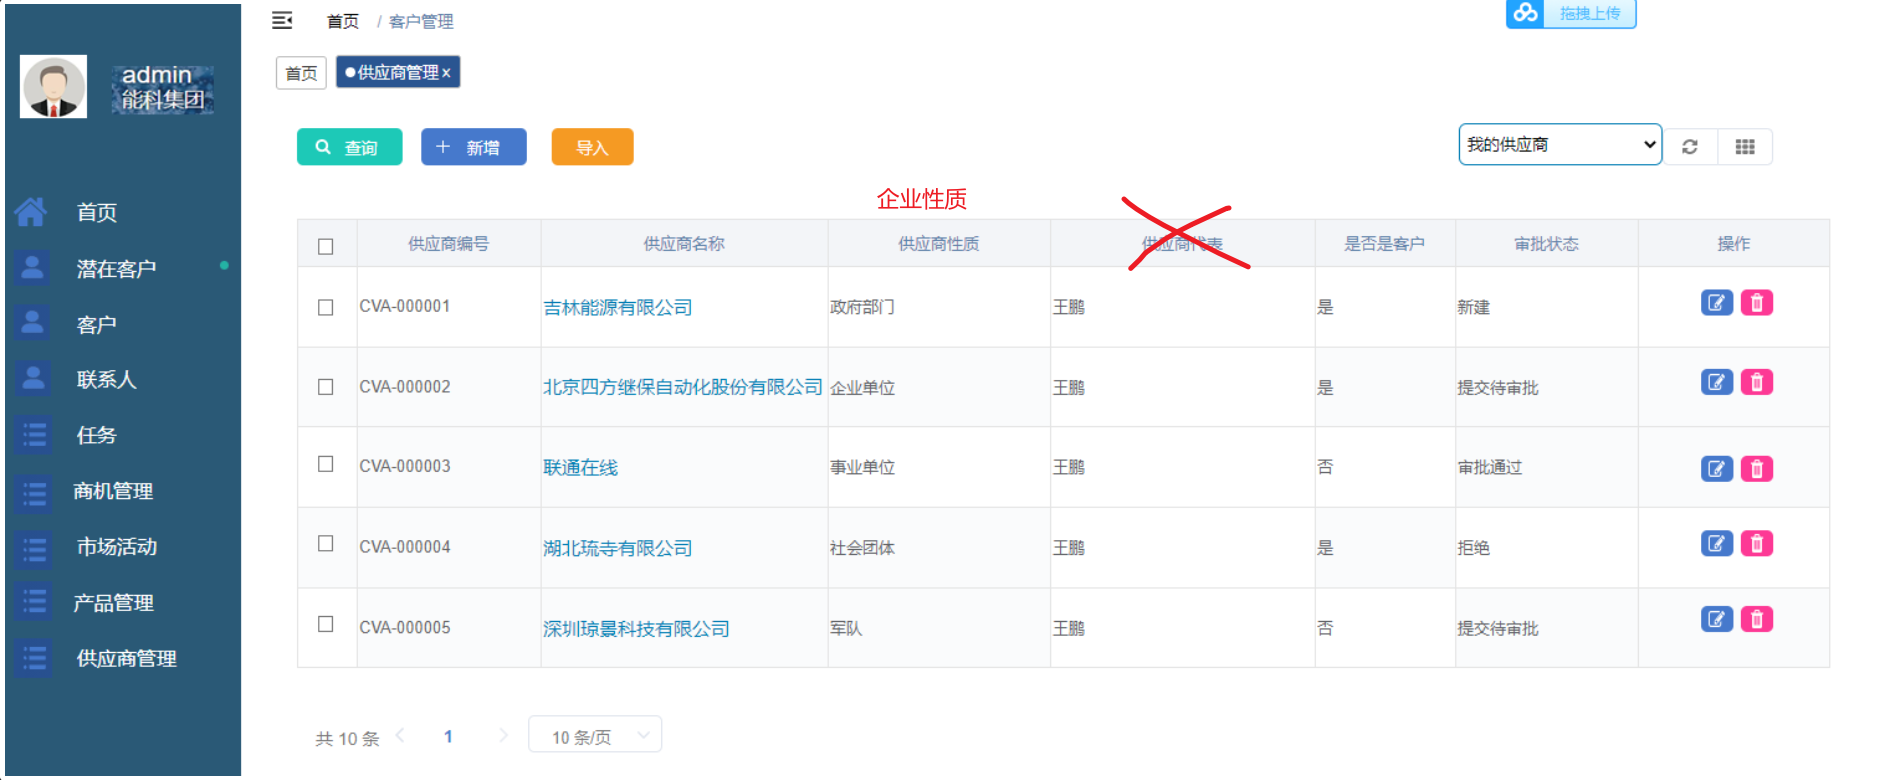 首页 / 客户管理
拖拽上传
admin
能科集团
首页 ●供应商管理 x
查询 + 新增 导入
我的供应商
企业性质
首页
潜在客户
客户
联系人
任务
商机管理
市场活动
产品管理
供应商管理
供应商编号 供应商名称 供应商性质 供应商代表 是否是客户 审批状态 操作
CVA-000001 吉林能源有限公司 政府部门 王鹏 是 新建
CVA-000002 北京四方继保自动化股份有限公司 企业单位 王鹏 是 提交待审批
CVA-000003 联通在线 事业单位 王鹏 否 审批通过
CVA-000004 湖北琉寺有限公司 社会团体 王鹏 是 拒绝
CVA-000005 深圳琼景科技有限公司 军队 王鹏 否 提交待审批
共 10 条 1 10 条/页